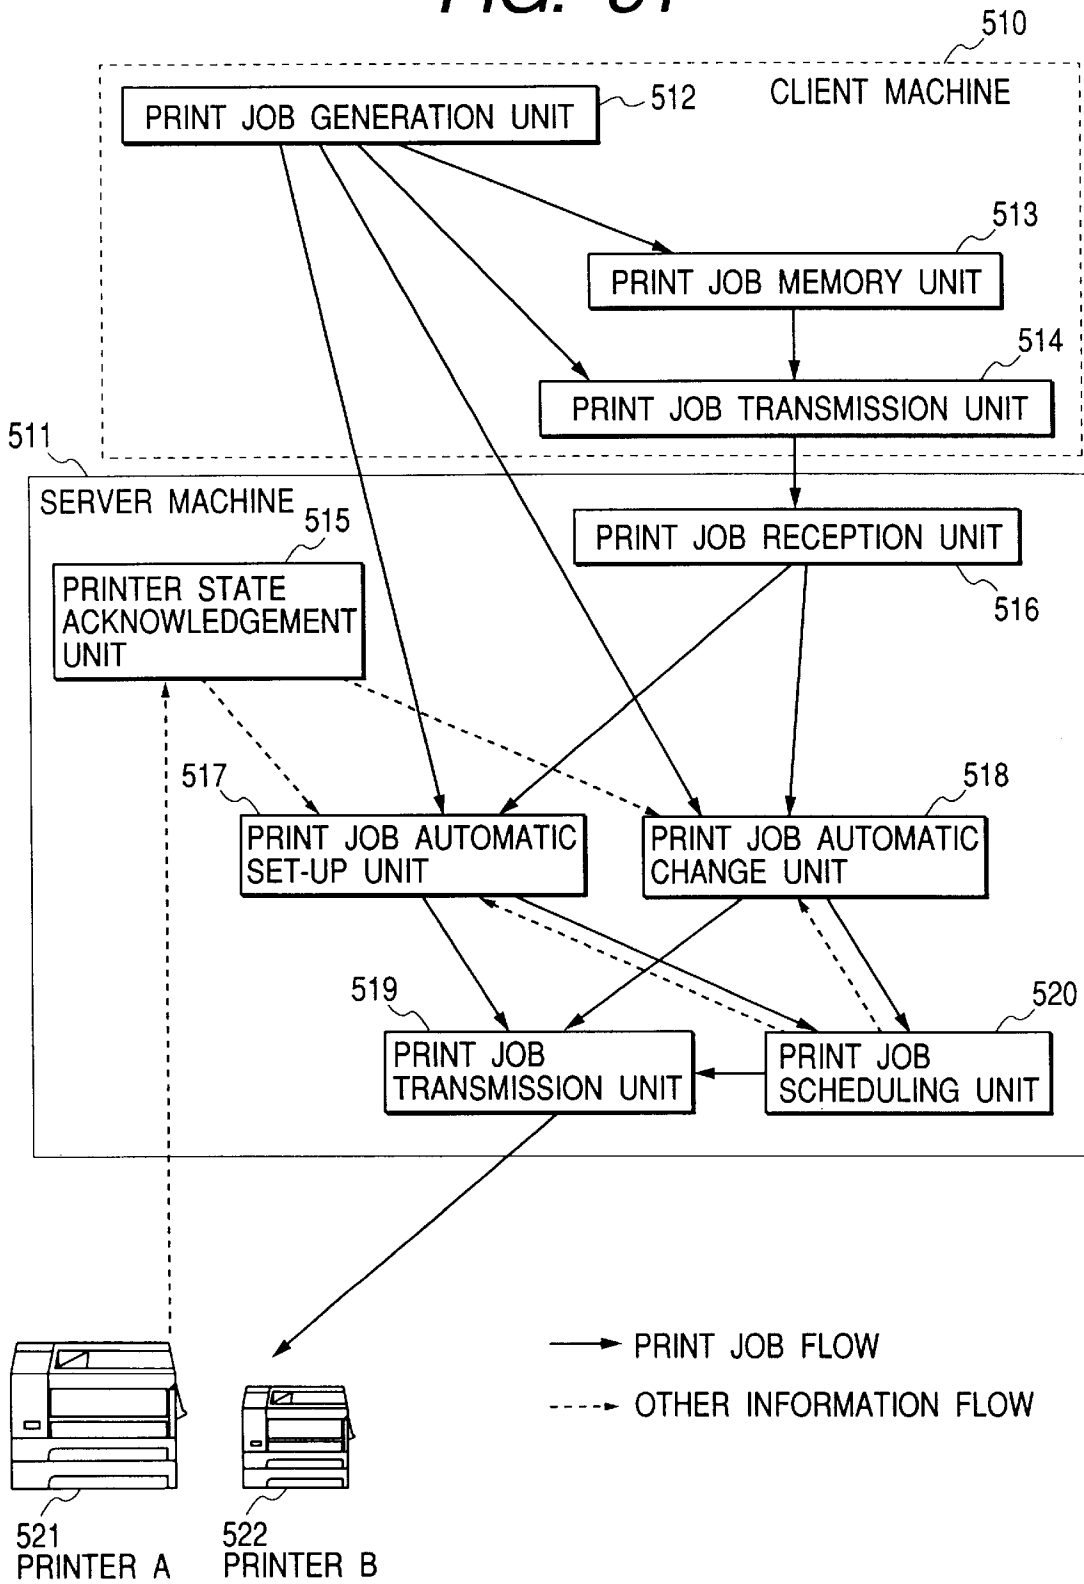 510
CLIENT MACHINE
PRINT JOB GENERATION UNIT
512
513
PRINT JOB MEMORY UNIT
514
PRINT JOB TRANSMISSION UNIT
511
SERVER MACHINE
515
PRINT JOB RECEPTION UNIT
516
PRINTER STATE
ACKNOWLEDGEMENT
UNIT
517
518
PRINT JOB AUTOMATIC
SET-UP UNIT
PRINT JOB AUTOMATIC
CHANGE UNIT
519
520
PRINT JOB
TRANSMISSION UNIT
PRINT JOB
SCHEDULING UNIT
PRINT JOB FLOW
OTHER INFORMATION FLOW
521
PRINTER A
522
PRINTER B